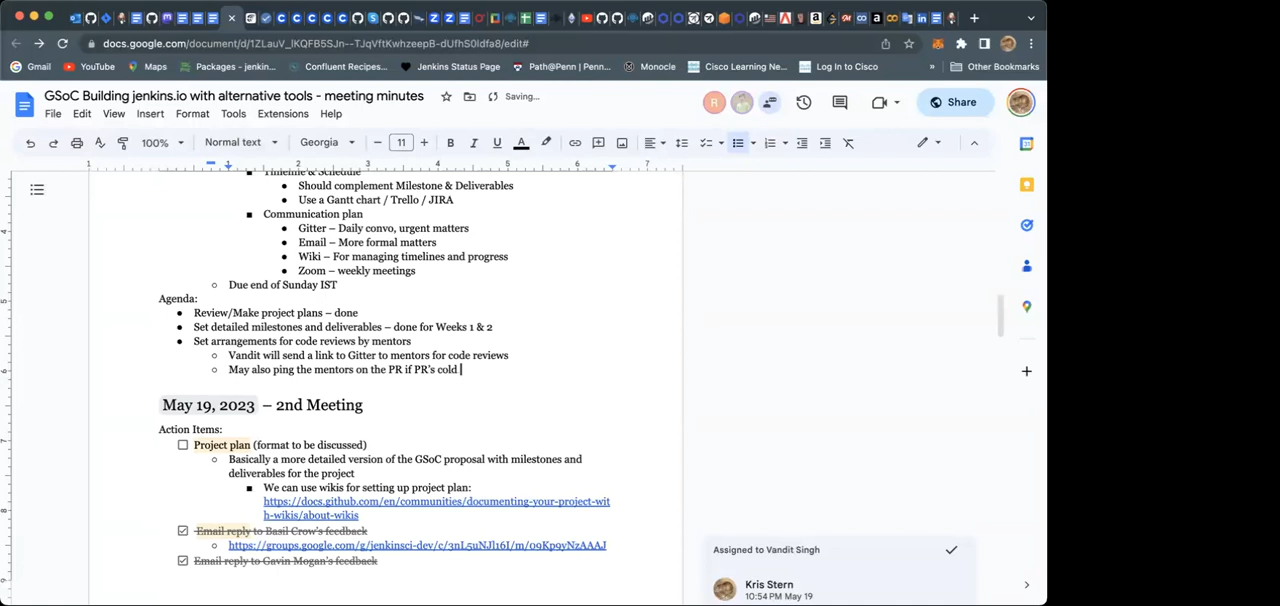 docs.google.com/document/d/1ZLauV_lKQFB5SJn--TJqVftKwhzeepB-dUfhS0ldfa8/edit#
Gmail YouTube Maps Packages - jenkin... Confluent Recipes... Jenkins Status Page Path@Penn | Penn... Monocle Cisco Learning Ne... Log In to Cisco » Other Bookmarks
GSoC Building jenkins.io with alternative tools - meeting minutes Saving...
File Edit View Insert Format Tools Extensions Help
R
Share
100% Normal text Georgia − 11 + B I U A
1 1 2 3 4 5 6 7
Timeline & Schedule
Should complement Milestone & Deliverables
Use a Gantt chart / Trello / JIRA
Communication plan
Gitter – Daily convo, urgent matters
Email – More formal matters
Wiki – For managing timelines and progress
Zoom – weekly meetings
Due end of Sunday IST
Agenda:
Review/Make project plans – done
Set detailed milestones and deliverables – done for Weeks 1 & 2
Set arrangements for code reviews by mentors
Vandit will send a link to Gitter to mentors for code reviews
May also ping the mentors on the PR if PR's cold
May 19, 2023 – 2nd Meeting
Action Items:
Project plan (format to be discussed)
Basically a more detailed version of the GSoC proposal with milestones and
deliverables for the project
We can use wikis for setting up project plan:
https://docs.github.com/en/communities/documenting-your-project-wit
h-wikis/about-wikis
Email reply to Basil Crow's feedback
https://groups.google.com/g/jenkinsci-dev/c/3nL5uNJl16I/m/09Kp9yNzAAAJ
Email reply to Gavin Mogan's feedback
Assigned to Vandit Singh
Kris Stern
10:54 PM May 19